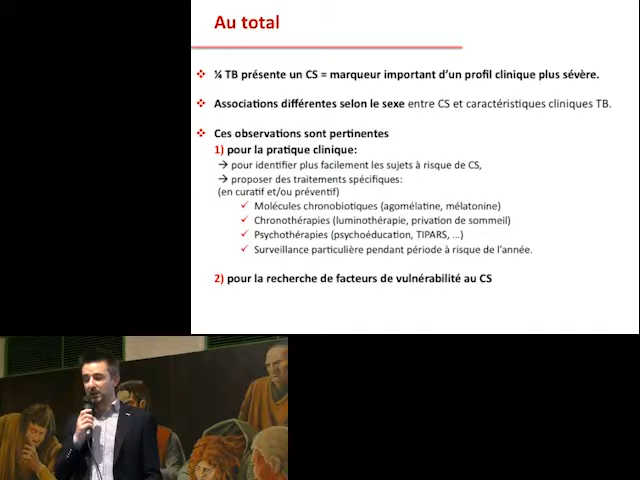 Au total
¼ TB présente un CS = marqueur important d'un profil clinique plus sévère.
Associations différentes selon le sexe entre CS et caractéristiques cliniques TB.
Ces observations sont pertinentes
1) pour la pratique clinique:
→ pour identifier plus facilement les sujets à risque de CS,
→ proposer des traitements spécifiques:
(en curatif et/ou préventif)
✓ Molécules chronobiotiques (agomélatine, mélatonine)
✓ Chronothérapies (luminothérapie, privation de sommeil)
✓ Psychothérapies (psychoéducation, TIPARS, …)
✓ Surveillance particulière pendant période à risque de l'année.
2) pour la recherche de facteurs de vulnérabilité au CS